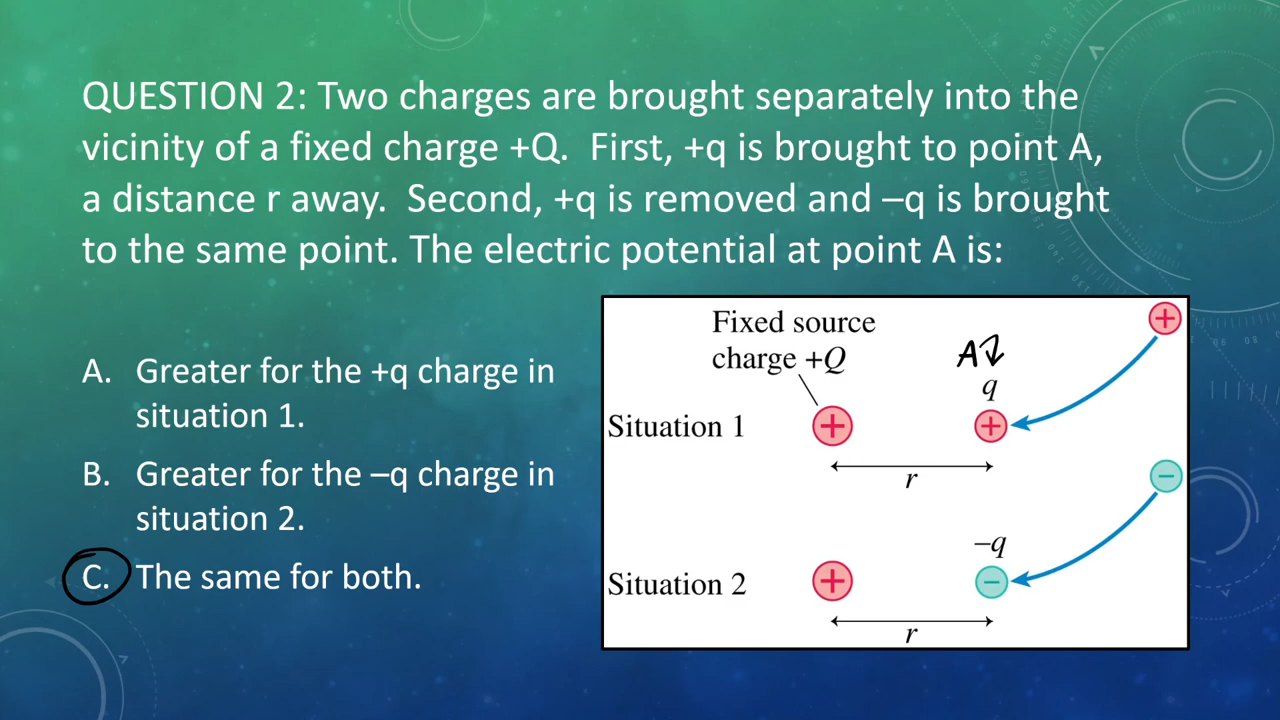 QUESTION 2: Two charges are brought separately into the
vicinity of a fixed charge +Q.  First, +q is brought to point A,
a distance r away.  Second, +q is removed and –q is brought
to the same point. The electric potential at point A is:
A. Greater for the +q charge in
situation 1.
B. Greater for the –q charge in
situation 2.
C. The same for both.
Fixed source
charge +Q
A
q
+
+
+
Situation 1
r
–
–q
Situation 2
+
–
r